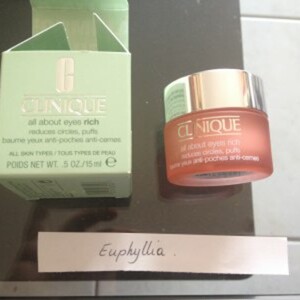 CLINIQUE
all about eyes rich
reduces circles, puffs
baume yeux anti-poches anti-cernes
ALL SKIN TYPES / TOUS TYPES DE PEAU
POIDS NET WT. .5 OZ./15 ml e
CLINIQUE
all about eyes rich
reduces circles, puffs
baume yeux anti-poches anti-cernes
Euphyllia.